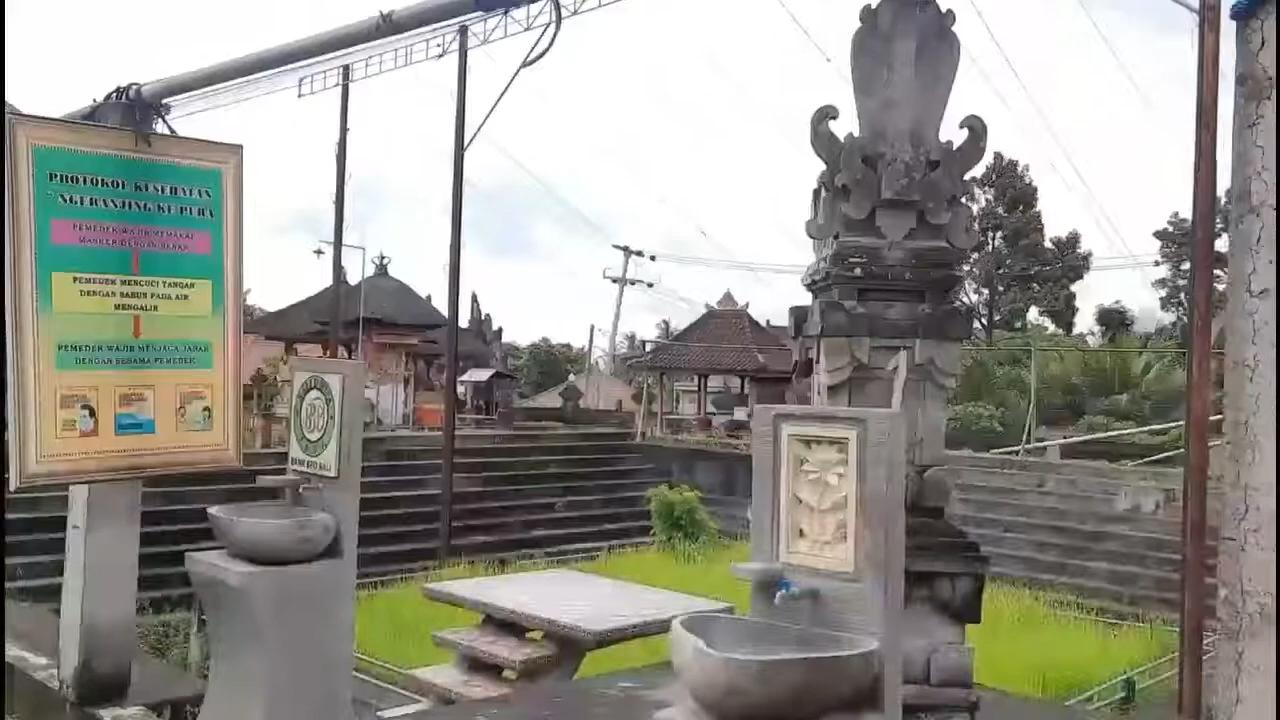 PROTOKOL KESEHATAN
NGERANJING KE PURA
PEMEDEK WAJIB MEMAKAI
MASKER DENGAN BENAR
PEMEDEK MENCUCI TANGAN
DENGAN SABUN PADA AIR
MENGALIR
PEMEDEK WAJIB MENJAGA JARAK
DENGAN SESAMA PEMEDEK
BANK BPD BALI